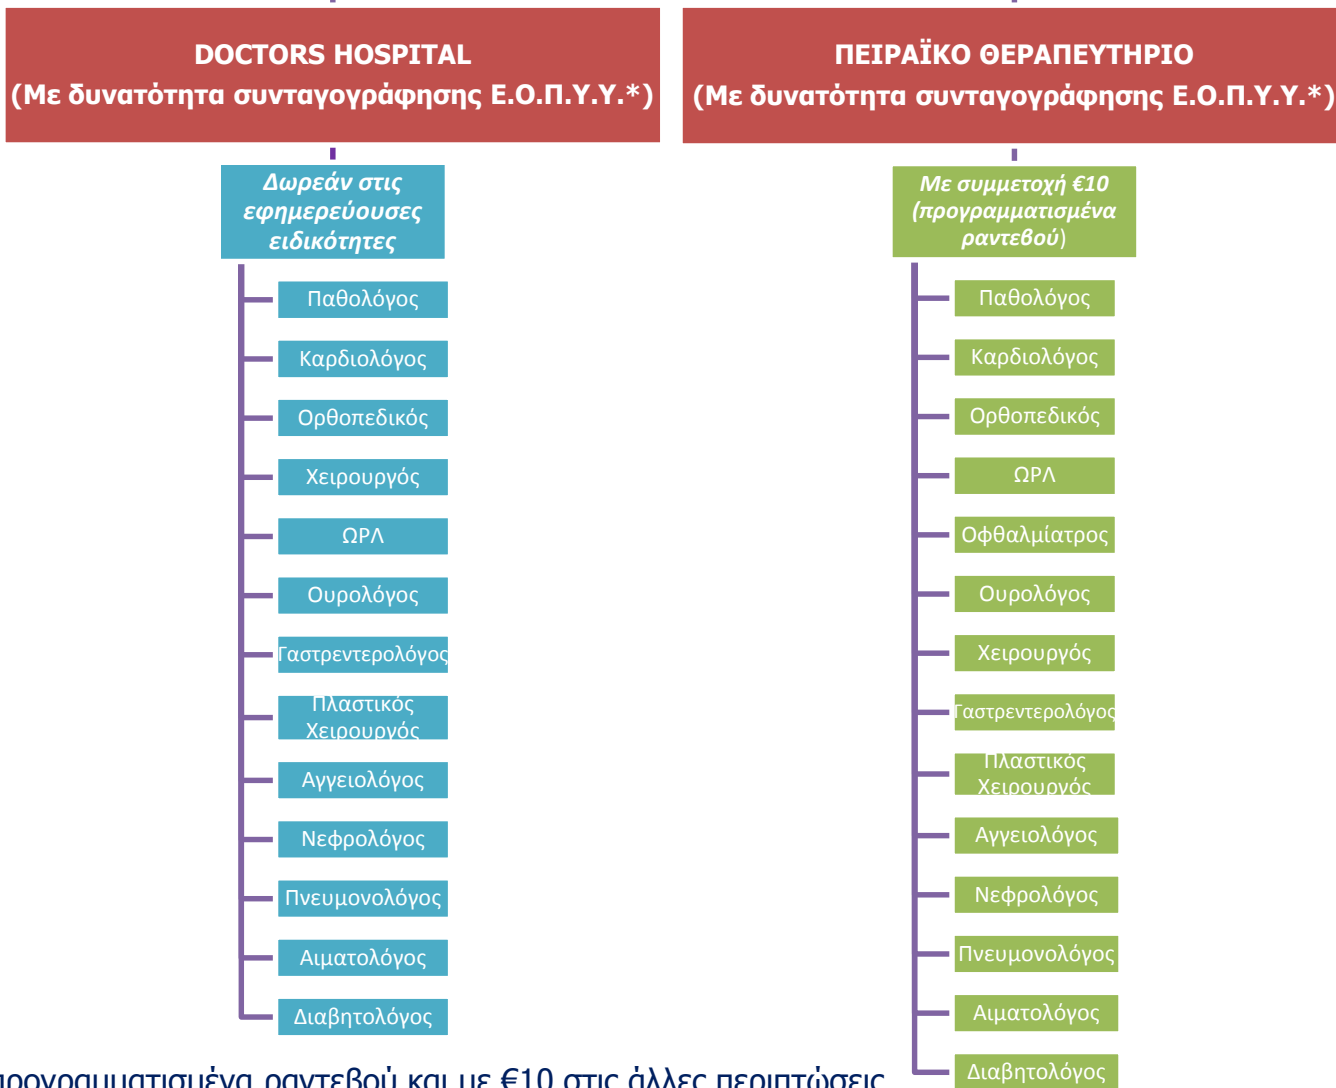 DOCTORS HOSPITAL
(Με δυνατότητα συνταγογράφησης Ε.Ο.Π.Υ.Υ.*)
Δωρεάν στις
εφημερεύουσες
ειδικότητες
Παθολόγος
Καρδιολόγος
Ορθοπεδικός
Χειρουργός
ΩΡΛ
Ουρολόγος
Γαστρεντερολόγος
Πλαστικός
Χειρουργός
Αγγειολόγος
Νεφρολόγος
Πνευμονολόγος
Αιματολόγος
Διαβητολόγος
ΠΕΙΡΑΪΚΟ ΘΕΡΑΠΕΥΤΗΡΙΟ
(Με δυνατότητα συνταγογράφησης Ε.Ο.Π.Υ.Υ.*)
Με συμμετοχή €10
(προγραμματισμένα
ραντεβού)
Παθολόγος
Καρδιολόγος
Ορθοπεδικός
ΩΡΛ
Οφθαλμίατρος
Ουρολόγος
Χειρουργός
Γαστρεντερολόγος
Πλαστικός
Χειρουργός
Αγγειολόγος
Νεφρολόγος
Πνευμονολόγος
Αιματολόγος
Διαβητολόγος
προγραμματισμένα ραντεβού και με €10 στις άλλες περιπτώσεις